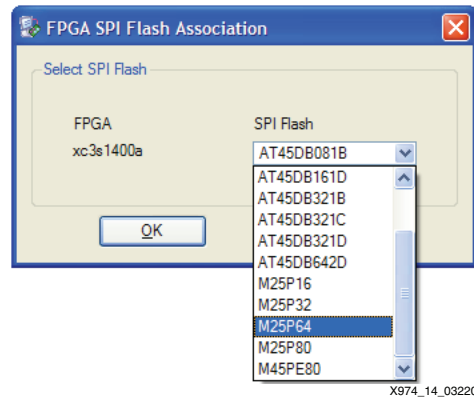 FPGA SPI Flash Association
Select SPI Flash
FPGA SPI Flash
xc3s1400a AT45DB081B
AT45DB161D
AT45DB321B
AT45DB321C
AT45DB321D
AT45DB642D
M25P16
M25P32
M25P64
M25P80
M45PE80
OK
X974_14_03220